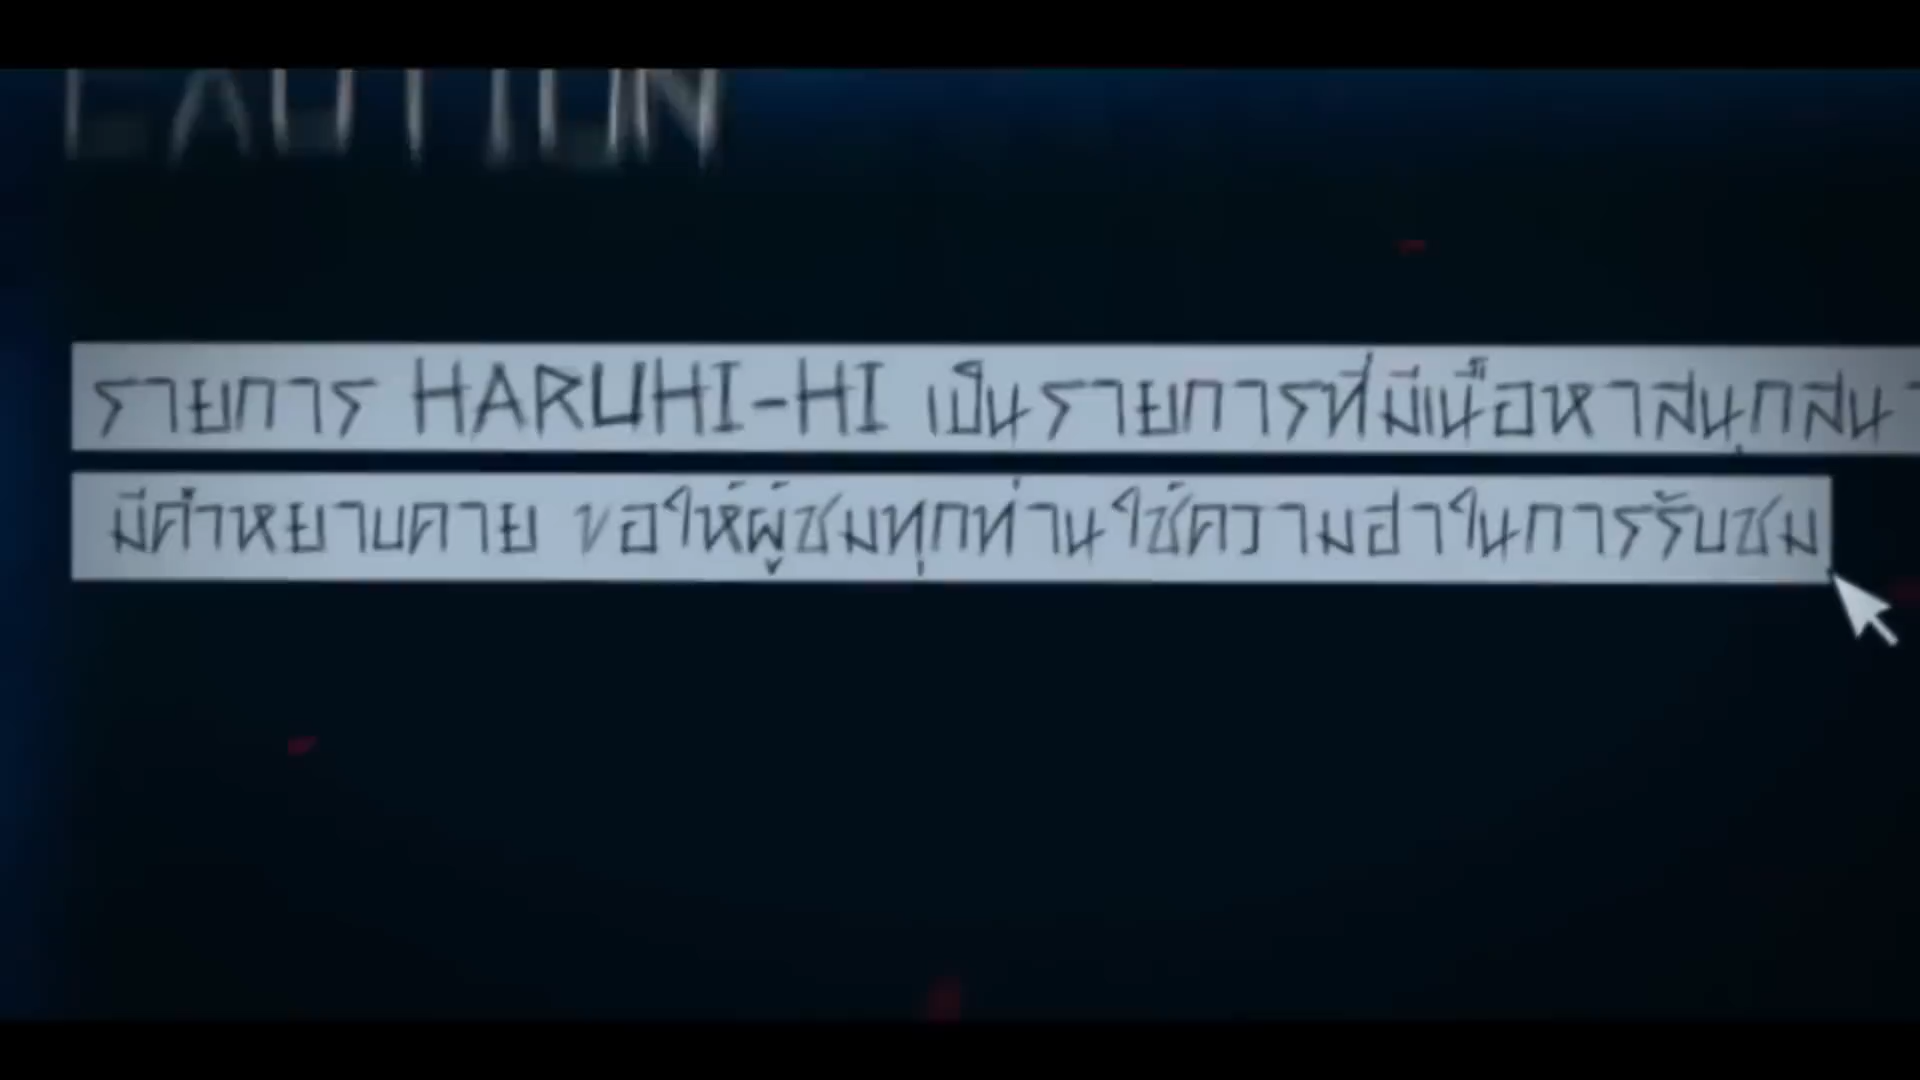 CAUTION
รายการ HARUHI-HI เป็นรายการที่มีเนื้อหาสนุกสน
มีคำหยาบคาย ขอให้ผู้ชมทุกท่านใช้ความฮาในการรับชม